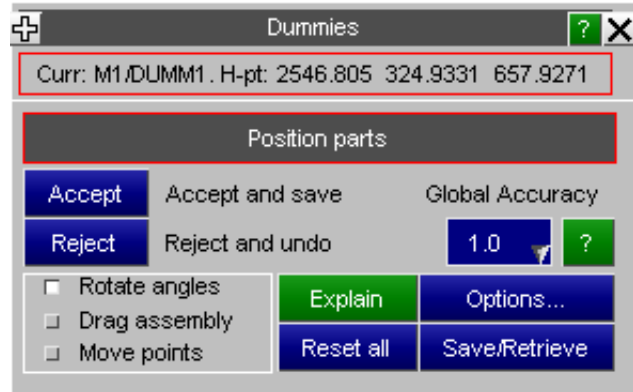 Dummies ?
Curr: M1/DUMM1. H-pt: 2546.805 324.9331 657.9271
Position parts
Accept Accept and save Global Accuracy
Reject Reject and undo 1.0 ?
Rotate angles Explain Options...
Drag assembly
Move points Reset all Save/Retrieve